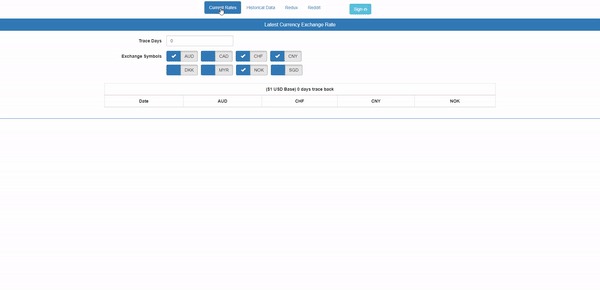 Current Rates Historical Data Redux Reddit Sign in
Latest Currency Exchange Rate
Trace Days 0
Exchange Symbols AUD CAD CHF CNY
DKK MYR NOK SGD
($1 USD Base) 0 days trace back
Date AUD CHF CNY NOK